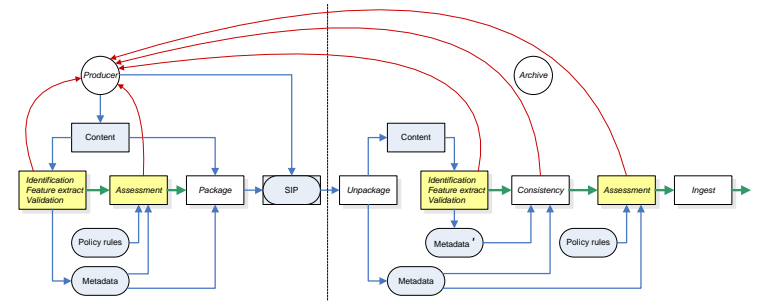 Producer
Archive
Content
Content
Identification
Feature extract
Validation
Assessment
Package
SIP
Unpackage
Identification
Feature extract
Validation
Consistency
Assessment
Ingest
Policy rules
Metadata '
Policy rules
Metadata
Metadata